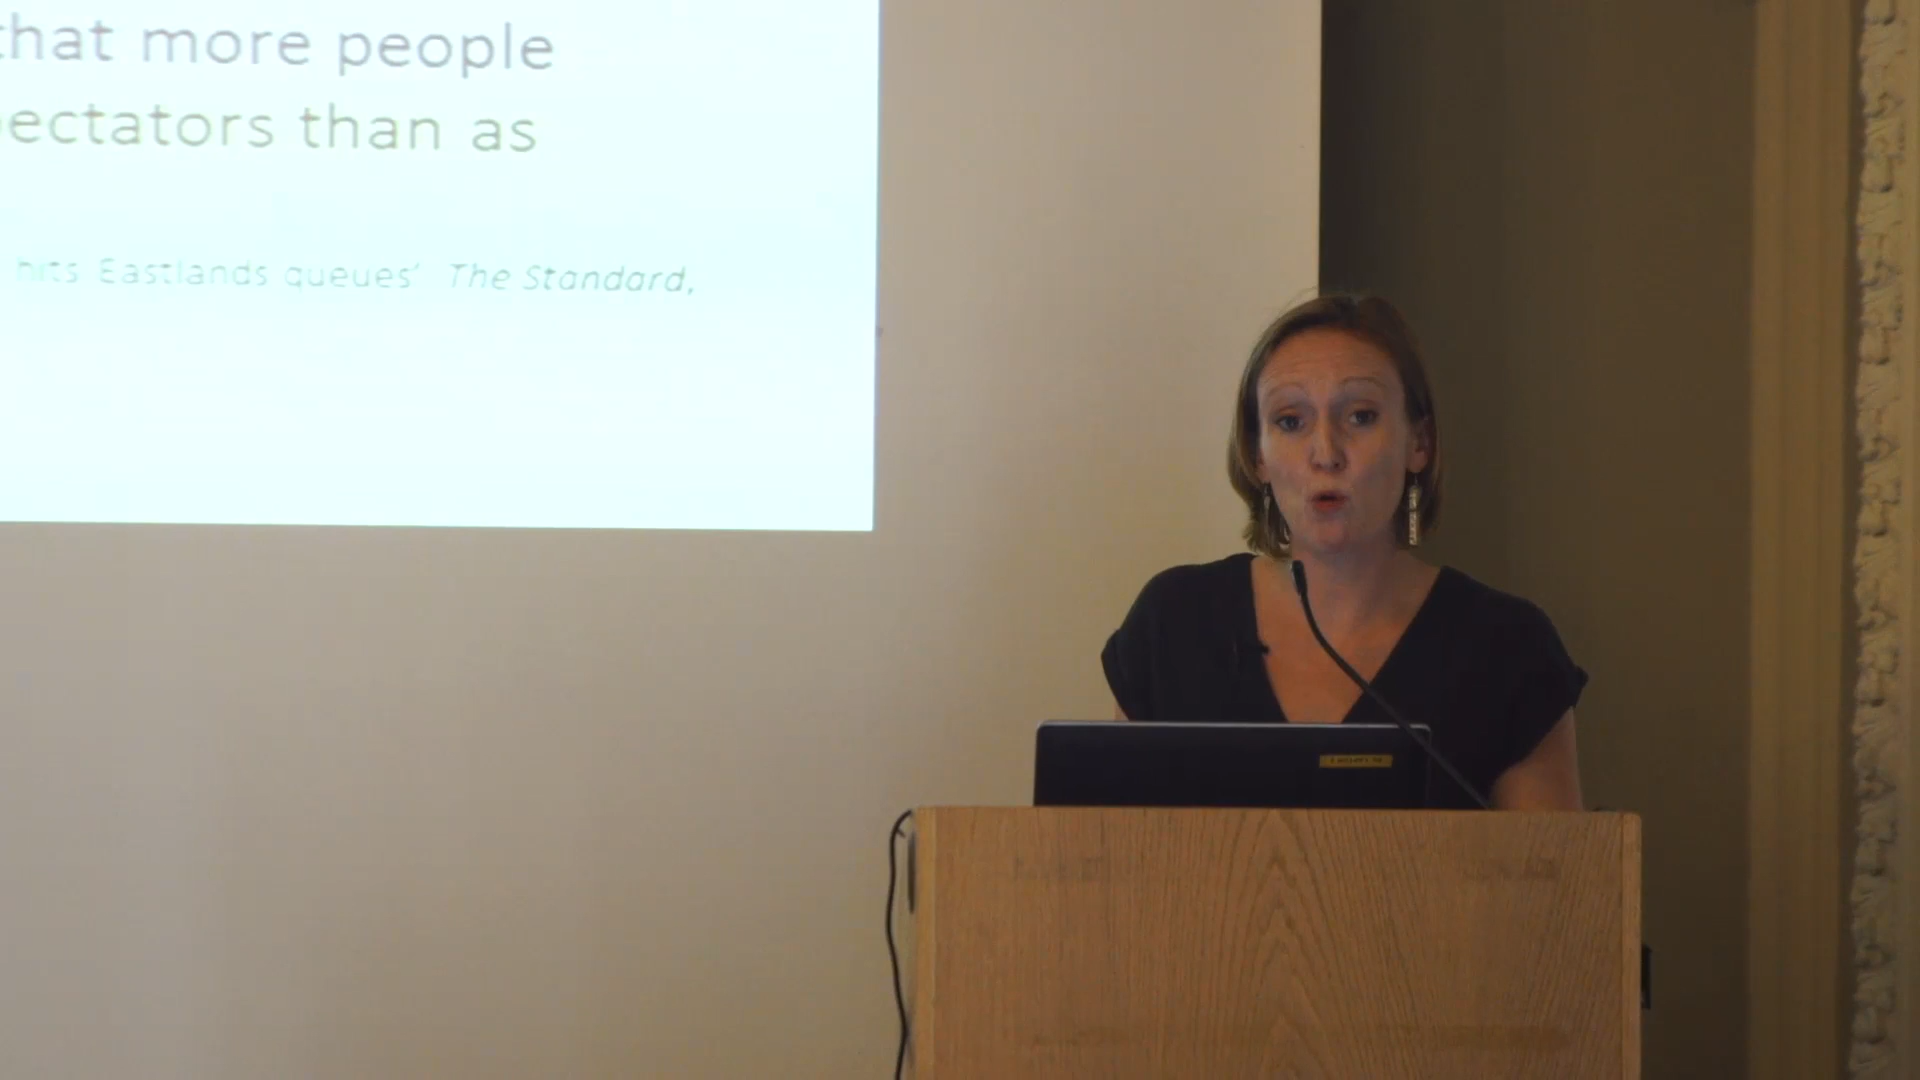 that more people
ectators than as
hits Eastlands queues' The Standard,